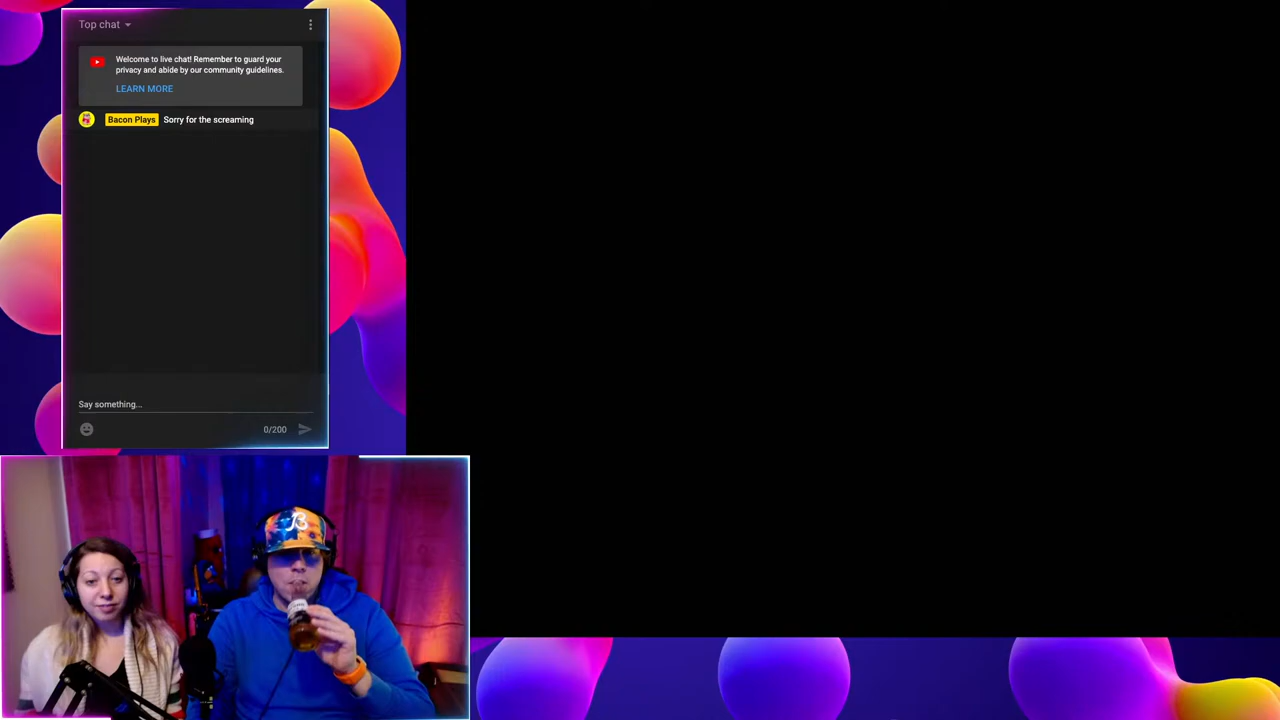 Top chat
Welcome to live chat! Remember to guard your
privacy and abide by our community guidelines.
LEARN MORE
Bacon Plays Sorry for the screaming
Say something...
0/200
B